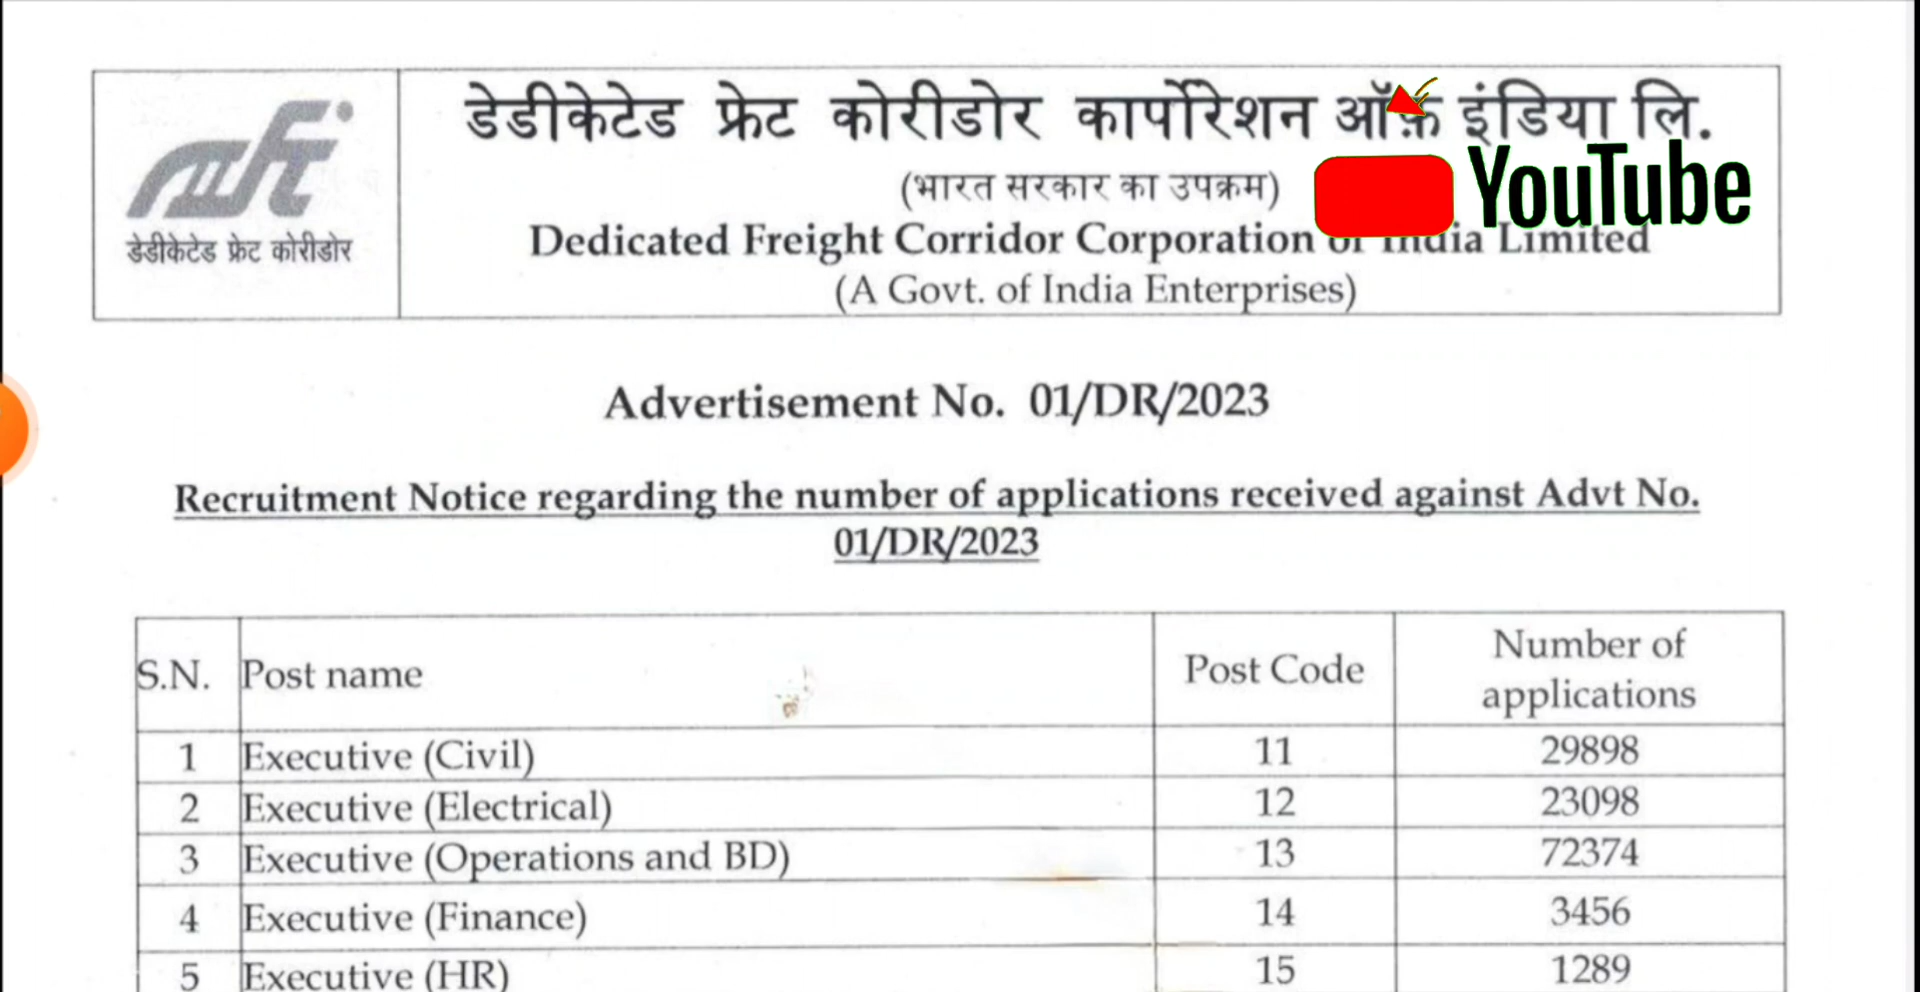 डेडीकेटेड फ्रेट कोरीडोर
डेडीकेटेड फ्रेट कोरीडोर कार्पोरेशन ऑफ़ इंडिया लि.
(भारत सरकार का उपक्रम)
YouTube
Dedicated Freight Corridor Corporation of India Limited
(A Govt. of India Enterprises)
Advertisement No. 01/DR/2023
Recruitment Notice regarding the number of applications received against Advt No.
01/DR/2023
S.N. Post name Post Code Number of applications
1 Executive (Civil) 11 29898
2 Executive (Electrical) 12 23098
3 Executive (Operations and BD) 13 72374
4 Executive (Finance) 14 3456
5 Executive (HR) 15 1289